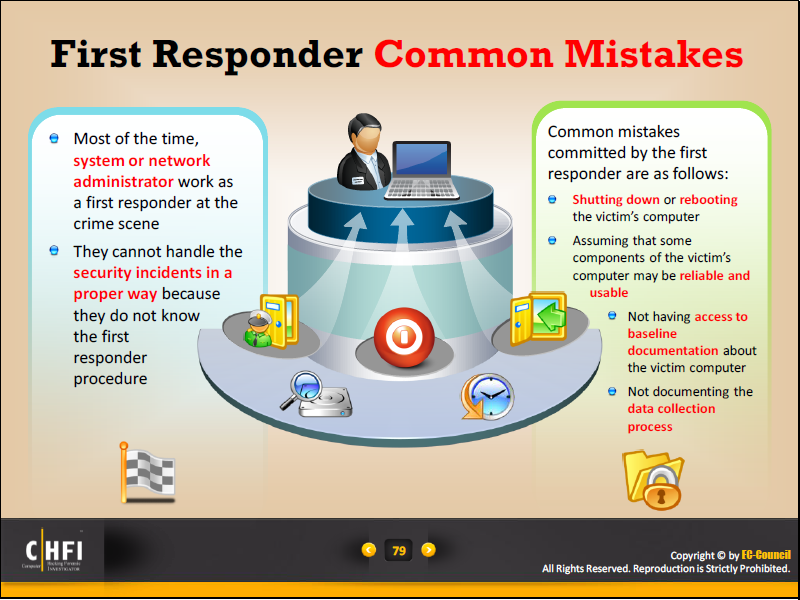 First Responder Common Mistakes
Most of the time,
system or network
administrator work as
a first responder at the
crime scene
They cannot handle the
security incidents in a
proper way because
they do not know
the first
responder
procedure
Common mistakes
committed by the first
responder are as follows:
Shutting down or rebooting
the victim's computer
Assuming that some
components of the victim's
computer may be reliable and
usable
Not having access to
baseline
documentation about
the victim computer
Not documenting the
data collection
process
CHFI
Computer Hacking Forensic
INVESTIGATOR
79
Copyright © by EC-Council
All Rights Reserved. Reproduction is Strictly Prohibited.